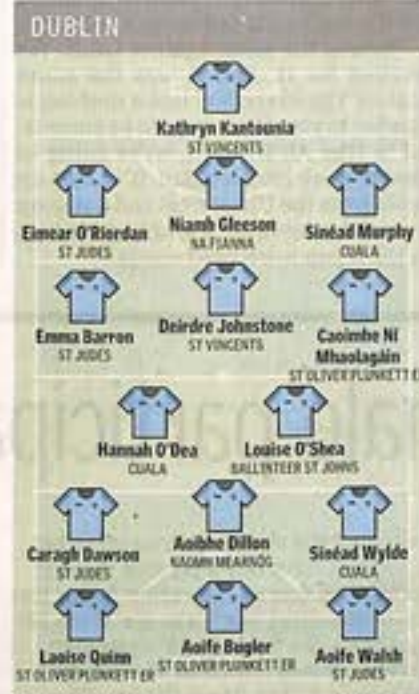 DUBLIN
Kathryn Kantounia
ST VINCENTS
Eimear O'Riordan
ST JUDES
Niamh Gleeson
NA FIANNA
Sinéad Murphy
CUALA
Emma Barron
ST JUDES
Deirdre Johnstone
ST VINCENTS
Caoimhe Ní
Mhaolagáin
ST OLIVER PLUNKETT E
Hannah O'Dea
CUALA
Louise O'Shea
BALLINTEER ST JOHNS
Caragh Dawson
ST JUDES
Aoibhe Dillon
NAOMH MEARNÓG
Sinéad Wylde
CUALA
Laoise Quinn
ST OLIVER PLUNKETT ER
Aoife Bugler
ST OLIVER PLUNKETT ER
Aoife Walsh
ST JUDES